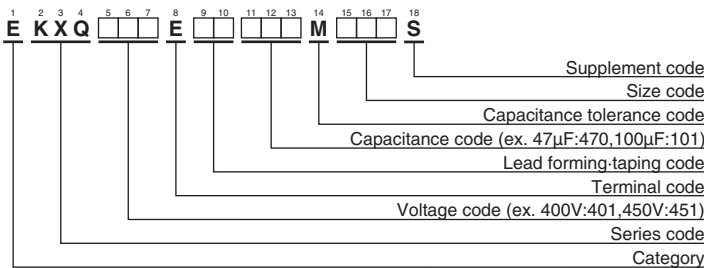 1 2 3 4 5 6 7 8 9 10 11 12 13 14 15 16 17 18
E KXQ E M S
Supplement code
Size code
Capacitance tolerance code
Capacitance code (ex. 47μF:470,100μF:101)
Lead forming·taping code
Terminal code
Voltage code (ex. 400V:401,450V:451)
Series code
Category